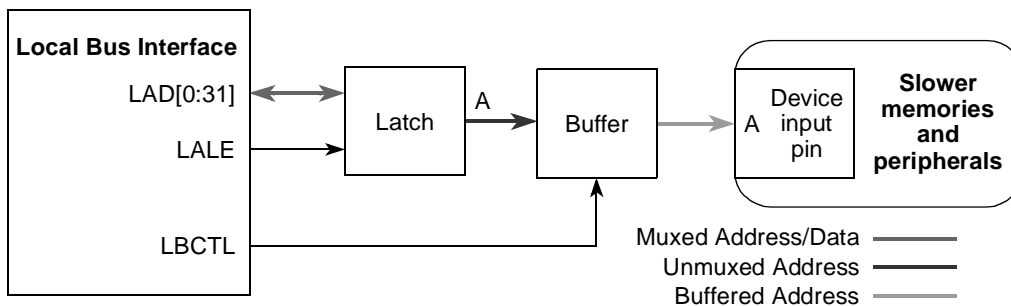 Local Bus Interface
LAD[0:31]
LALE
LBCTL
Latch
A
Buffer
A
Device
input
pin
Slower
memories
and
peripherals
Muxed Address/Data
Unmuxed Address
Buffered Address